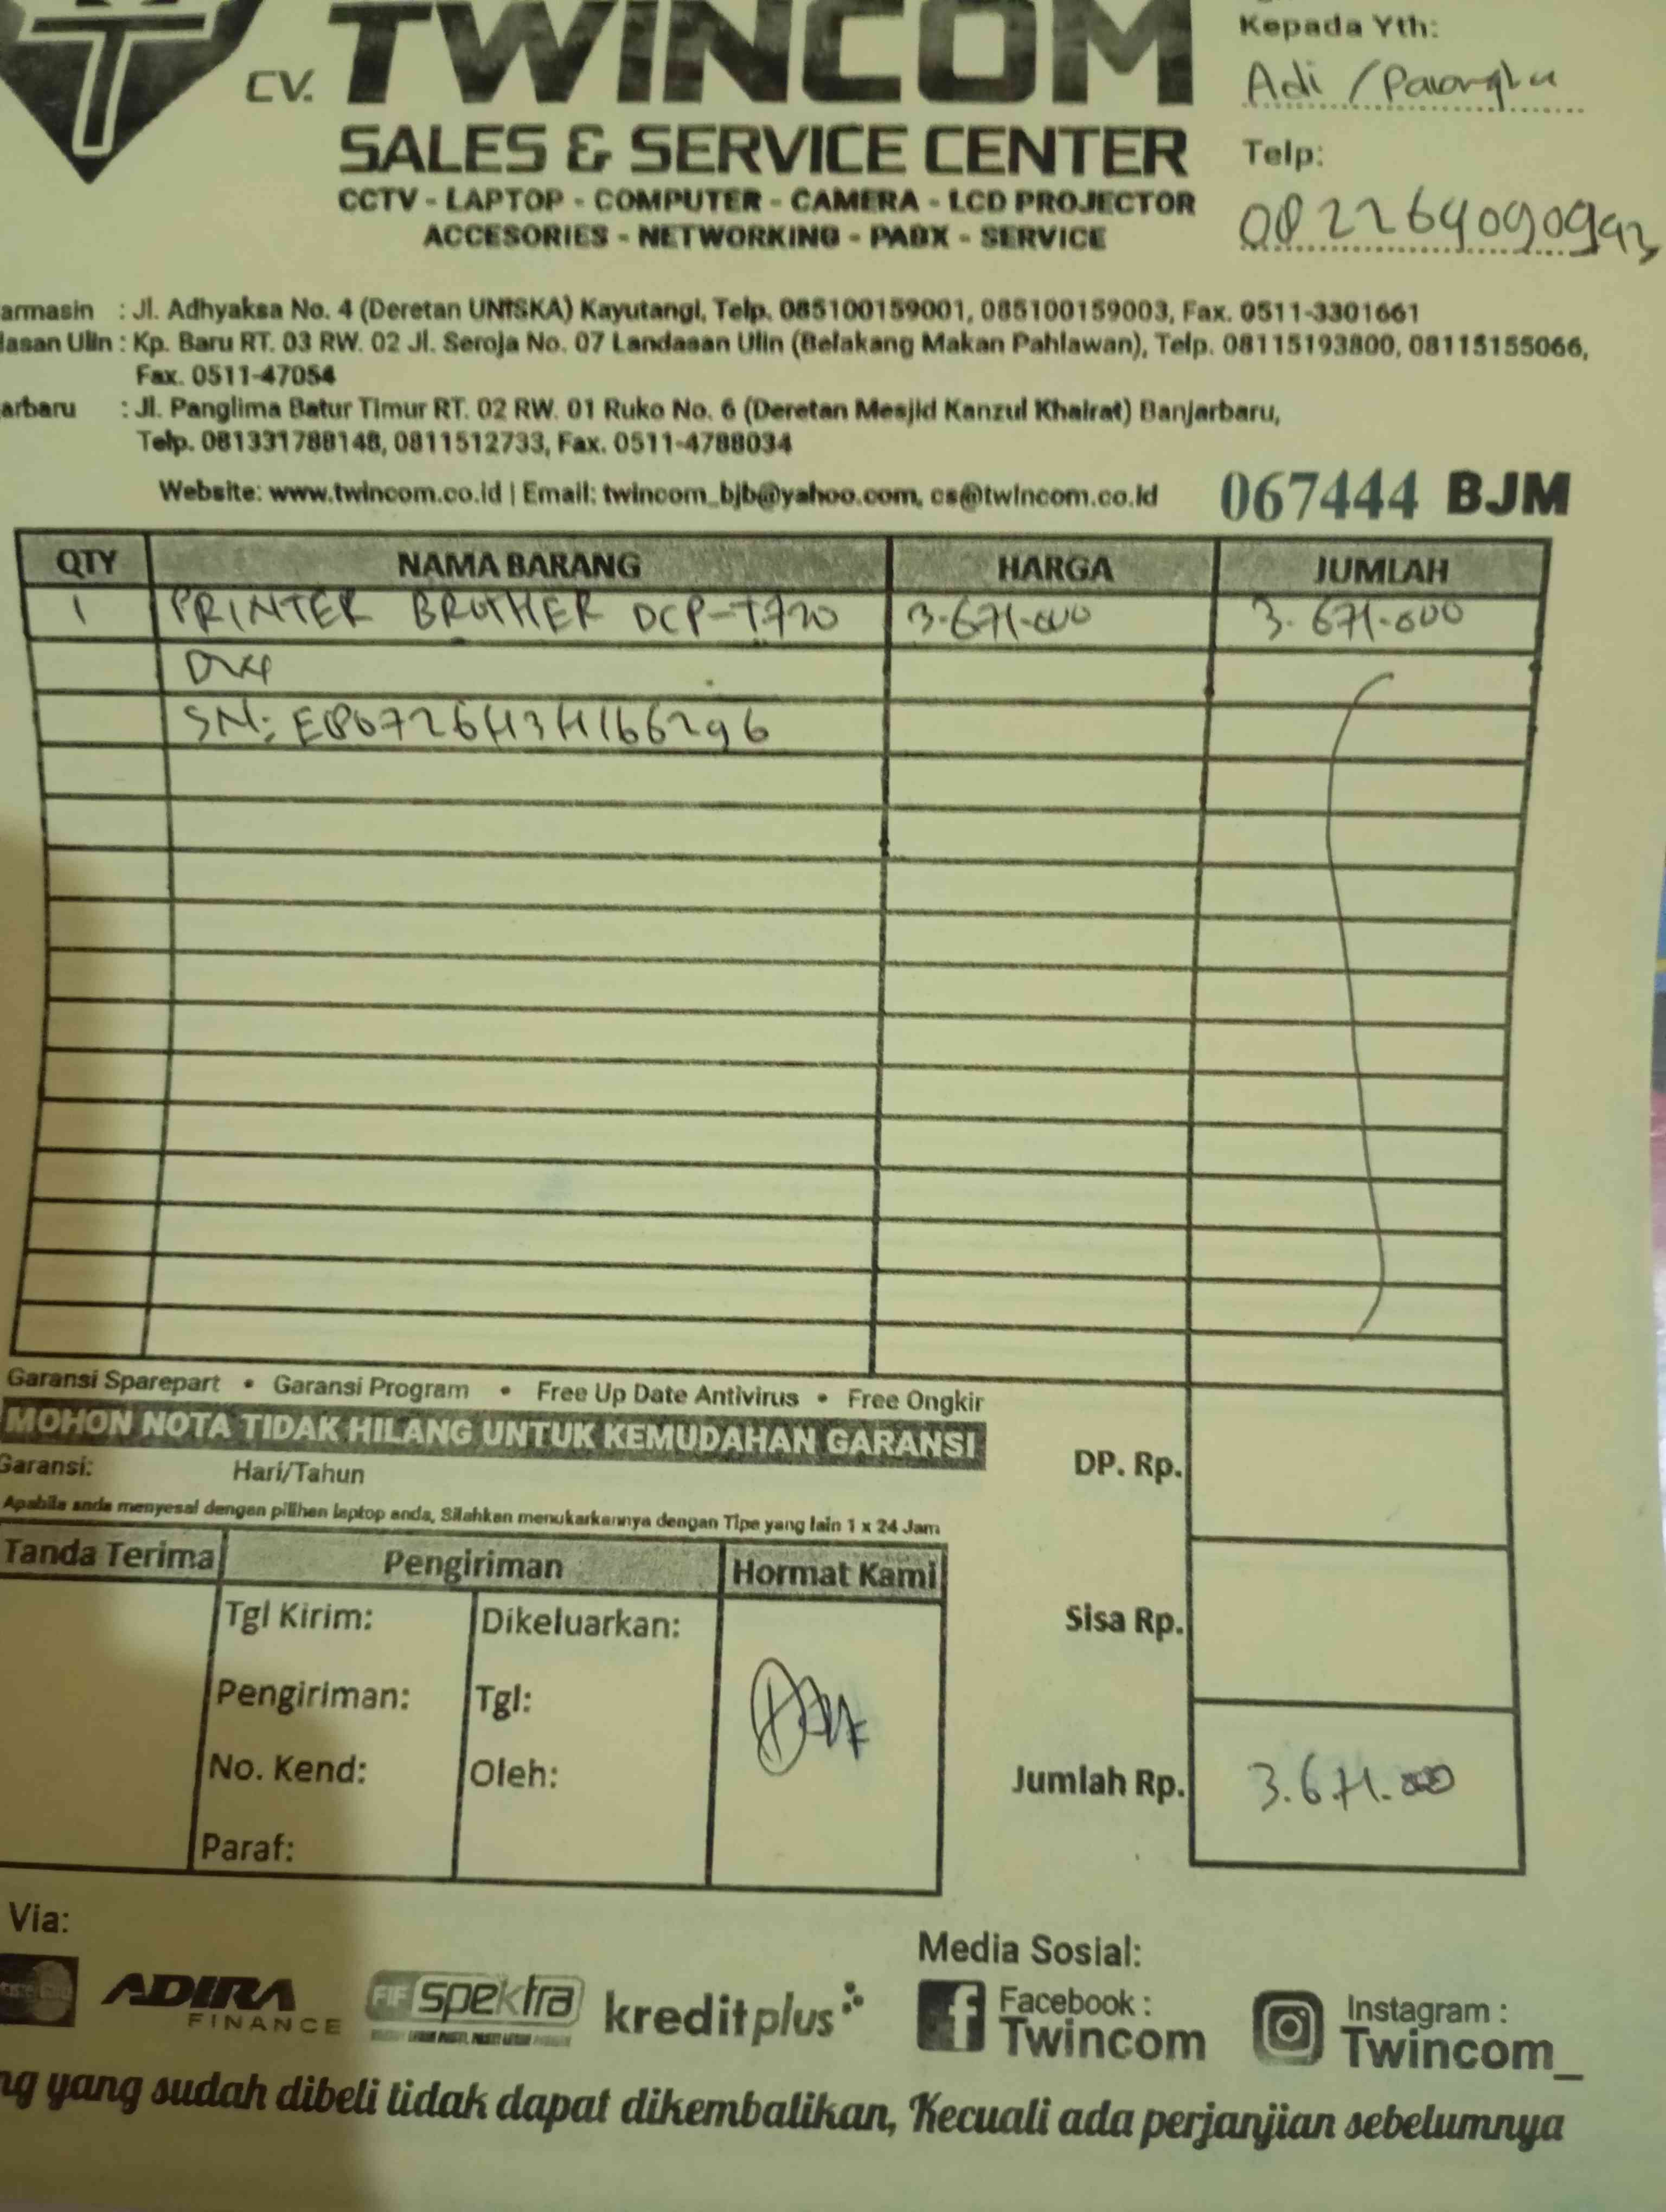 Kepada Yth:
CV. TWINCOM
Adi /
SALES & SERVICE CENTER
Telp:
CCTV - LAPTOP - COMPUTER - CAMERA - LCD PROJECTOR
ACCESORIES - NETWORKING - PABX - SERVICE
armasin : Jl. Adhyaksa No. 4 (Deretan UNISKA) Kayutangi, Telp. 085100159001, 085100159003, Fax. 0511-3301661
dasan Ulin : Kp. Baru RT. 03 RW. 02 Jl. Seroja No. 07 Landasan Ulin (Belakang Makan Pahlawan), Telp. 08115193800, 08115155066,
Fax. 0511-47054
arbaru : Jl. Panglima Batur Timur RT. 02 RW. 01 Ruko No. 6 (Deretan Mesjid Kanzul Khairat) Banjarbaru,
Telp. 081331788148, 0811512733, Fax. 0511-4788034
Website: www.twincom.co.id | Email: twincom_bjb@yahoo.com, cs@twincom.co.id
067444 BJM
QTY NAMA BARANG HARGA JUMLAH
1 PRINTER BROTHER DCP-T720 3.671.000 3.671.000
SN:
Garansi Sparepart • Garansi Program • Free Up Date Antivirus • Free Ongkir
MOHON NOTA TIDAK HILANG UNTUK KEMUDAHAN GARANSI
Garansi: Hari/Tahun
DP. Rp.
Apabila anda menyesal dengan pilihan laptop anda, Silahkan menukarkannya dengan Tipe yang lain 1 x 24 Jam
Tanda Terima Pengiriman Hormat Kami
Tgl Kirim: Dikeluarkan:
Sisa Rp.
Pengiriman: Tgl:
No. Kend: Oleh:
Jumlah Rp. 3.671.000
Paraf:
Via:
Media Sosial:
ADIRA FINANCE
FIF spektra
kreditplus
Facebook : Twincom
Instagram : Twincom_
ng yang sudah dibeli tidak dapat dikembalikan, Kecuali ada perjanjian sebelumnya